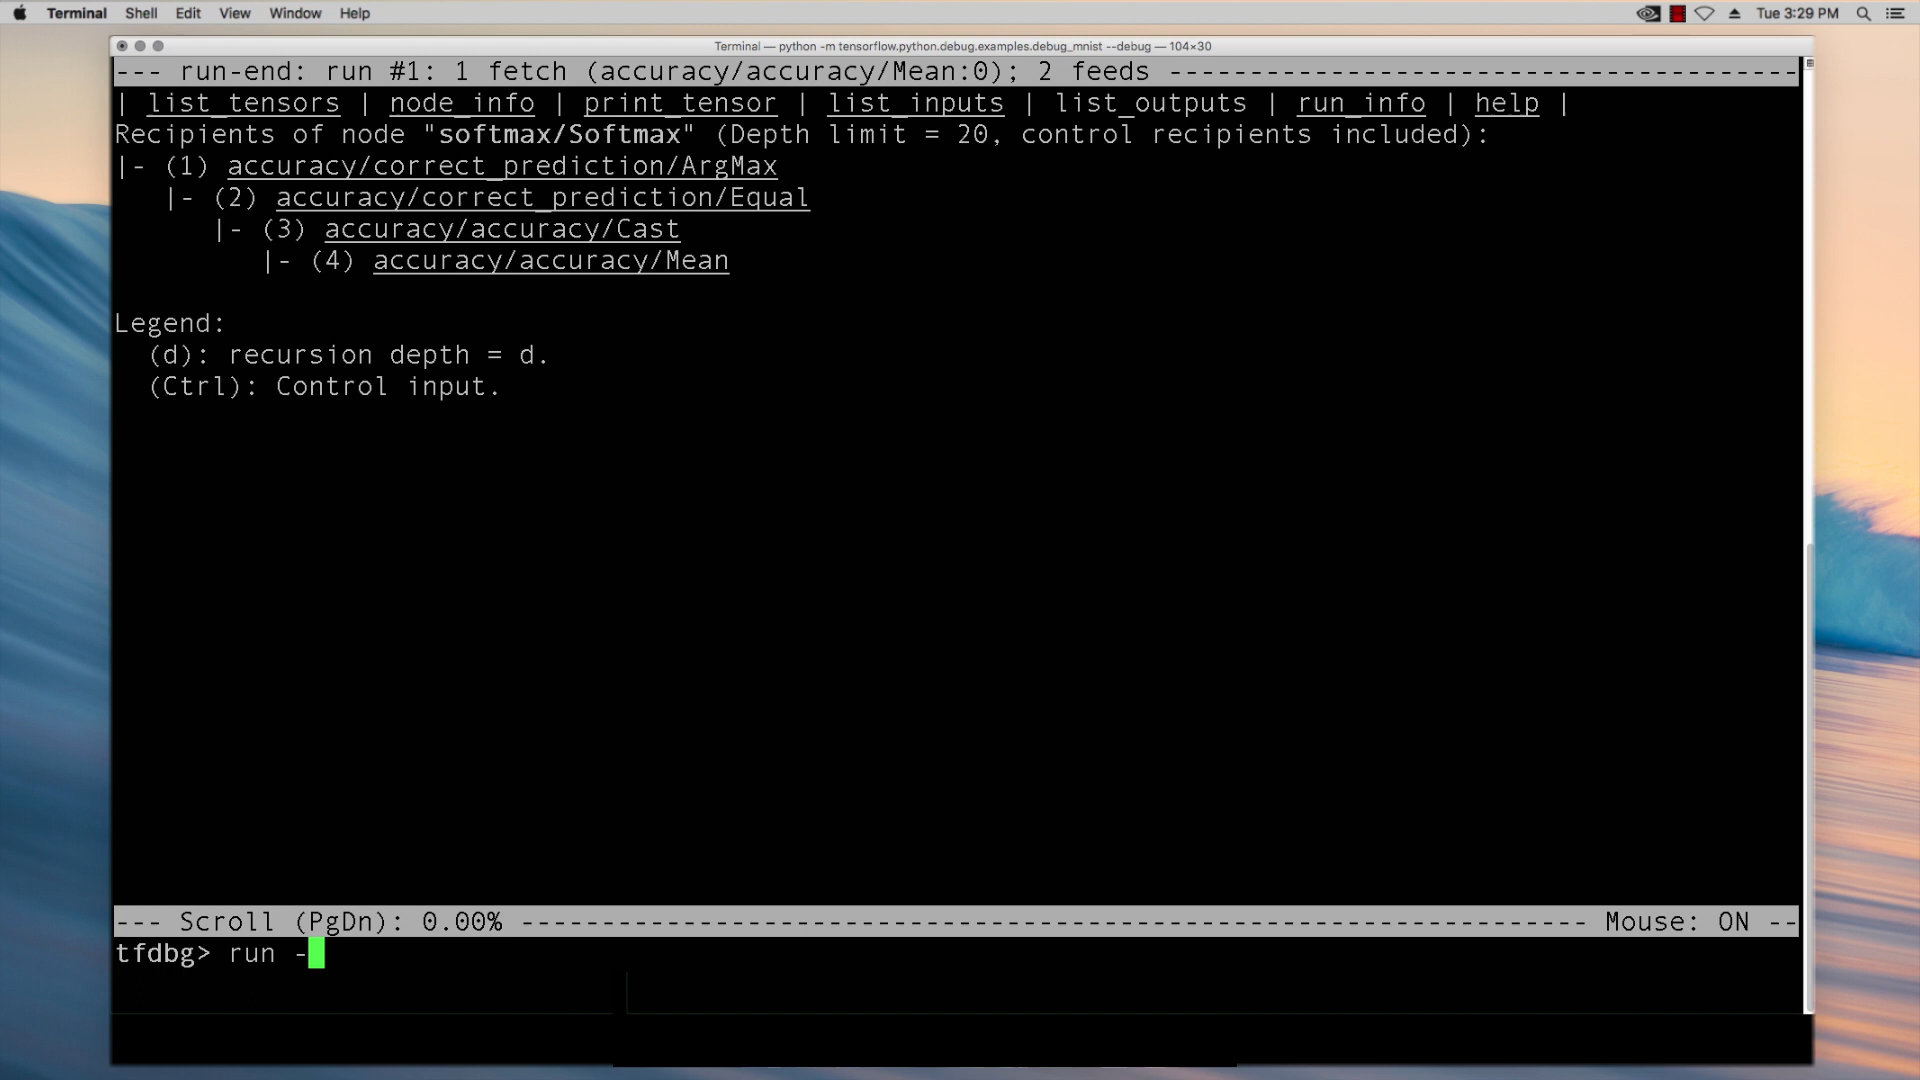 Terminal Shell Edit View Window Help Tue 3:29 PM
Terminal — python -m tensorflow.python.debug.examples.debug_mnist --debug — 104×30
--- run-end: run #1: 1 fetch (accuracy/accuracy/Mean:0); 2 feeds ---------------------------------------
| list_tensors | node_info | print_tensor | list_inputs | list_outputs | run_info | help |
Recipients of node "softmax/Softmax" (Depth limit = 20, control recipients included):
|- (1) accuracy/correct_prediction/ArgMax
   |- (2) accuracy/correct_prediction/Equal
      |- (3) accuracy/accuracy/Cast
         |- (4) accuracy/accuracy/Mean
Legend:
  (d): recursion depth = d.
  (Ctrl): Control input.
--- Scroll (PgDn): 0.00% ------------------------------------------------------------------ Mouse: ON --
tfdbg> run -